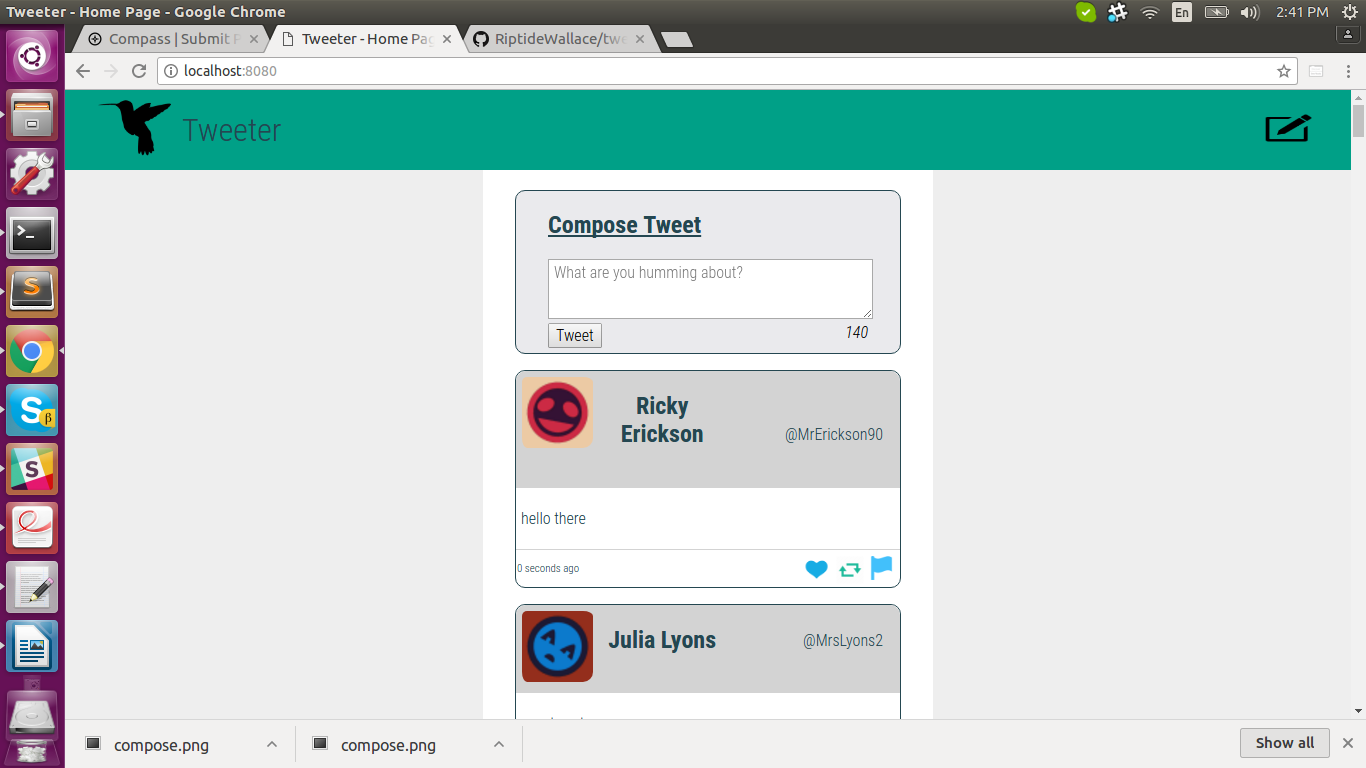 Tweeter - Home Page - Google Chrome
En
2:41 PM
Compass | Submit P
Tweeter - Home Pag
RiptideWallace/twe
localhost:8080
Tweeter
Compose Tweet
What are you humming about?
Tweet
140
Ricky
Erickson
@MrErickson90
hello there
0 seconds ago
Julia Lyons
@MrsLyons2
compose.png
compose.png
Show all